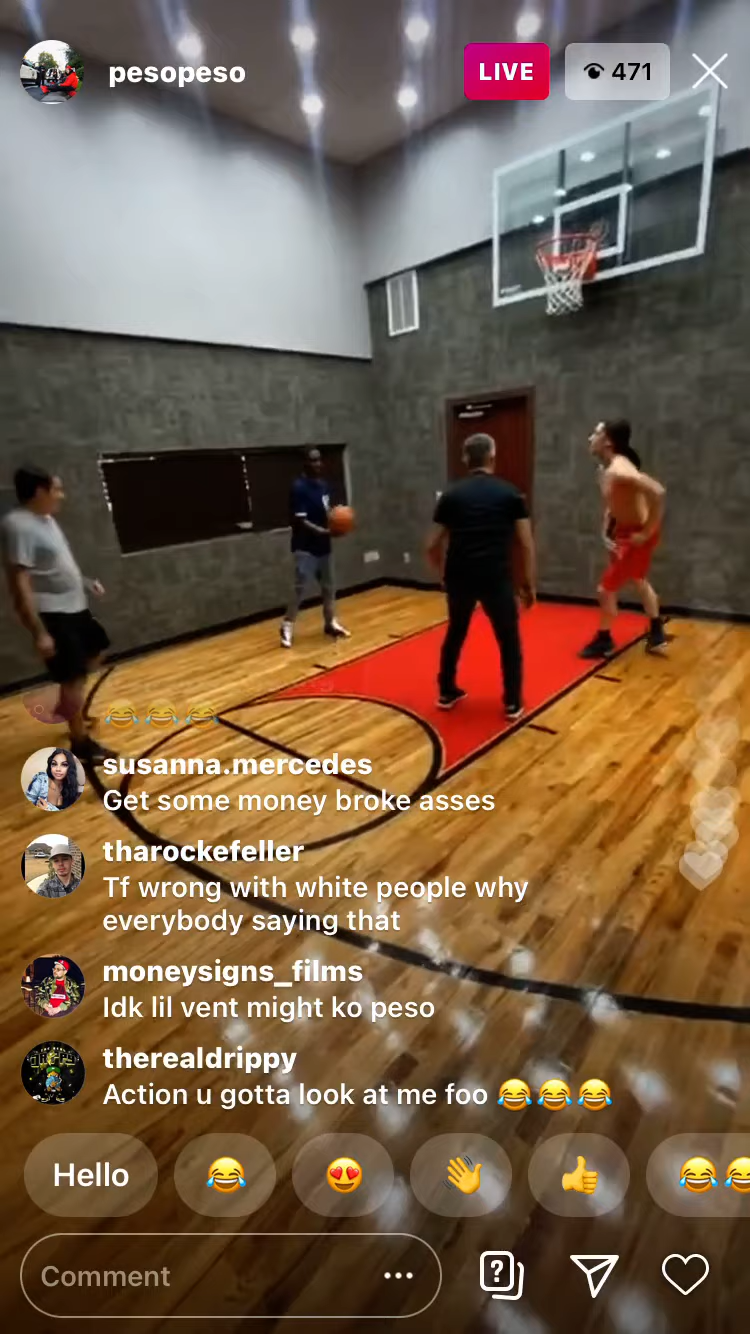 pesopeso
LIVE
471
😂😂😂
susanna.mercedes
Get some money broke asses
tharockefeller
Tf wrong with white people why
everybody saying that
moneysigns_films
Idk lil vent might ko peso
therealdrippy
Action u gotta look at me foo 😂😂😂
Hello 😂 😍 👋 👍 😂😂
Comment